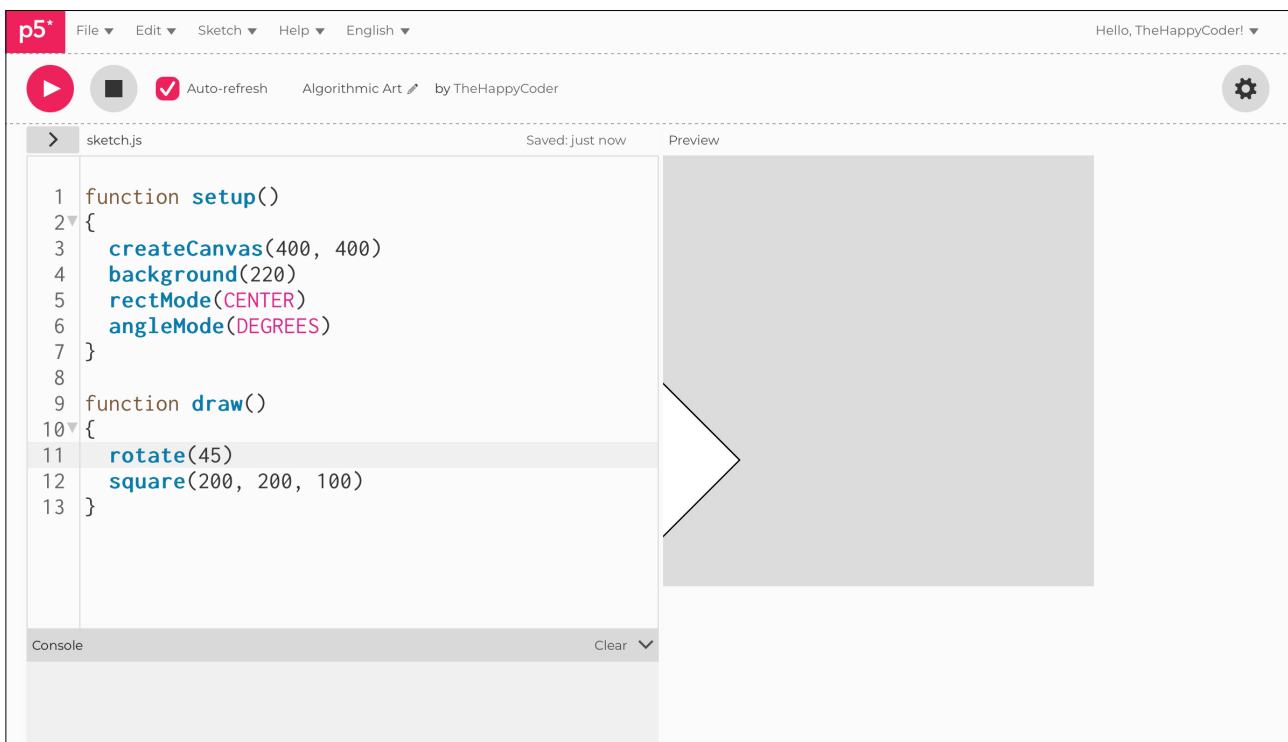 p5* File Edit Sketch Help English Hello, TheHappyCoder!
Auto-refresh Algorithmic Art by TheHappyCoder
sketch.js Saved: just now Preview
1 function setup()
2 {
3   createCanvas(400, 400)
4   background(220)
5   rectMode(CENTER)
6   angleMode(DEGREES)
7 }
8
9 function draw()
10 {
11   rotate(45)
12   square(200, 200, 100)
13 }
Console Clear